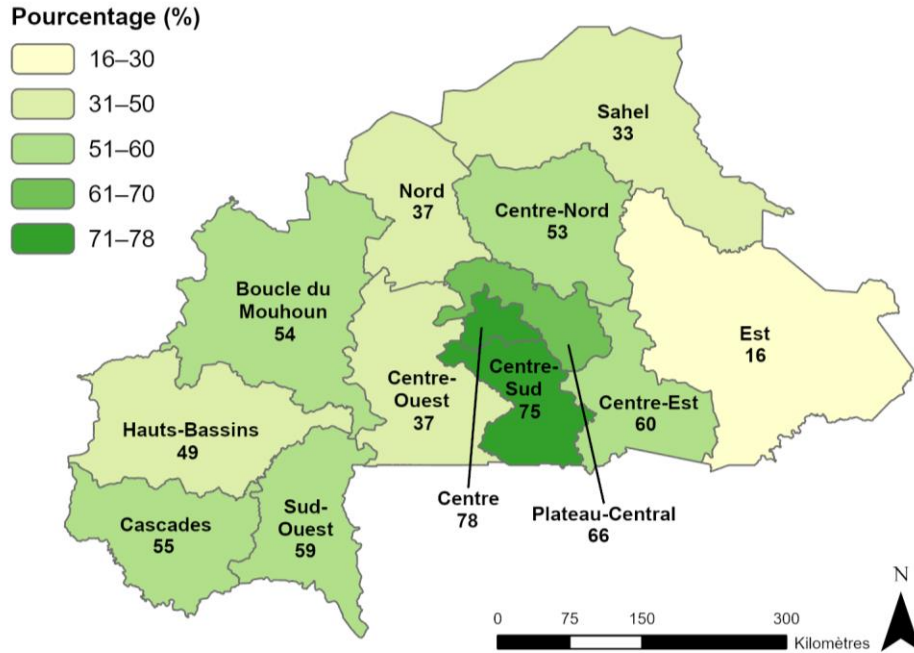 Pourcentage (%)
16–30
31–50
51–60
61–70
71–78
Sahel
33
Nord
37
Centre-Nord
53
Boucle du
Mouhoun
54
Est
16
Centre-
Ouest
37
Centre-
Sud
75
Centre-Est
60
Hauts-Bassins
49
Centre
78
Plateau-Central
66
Cascades
55
Sud-
Ouest
59
N
0 75 150 300
Kilomètres